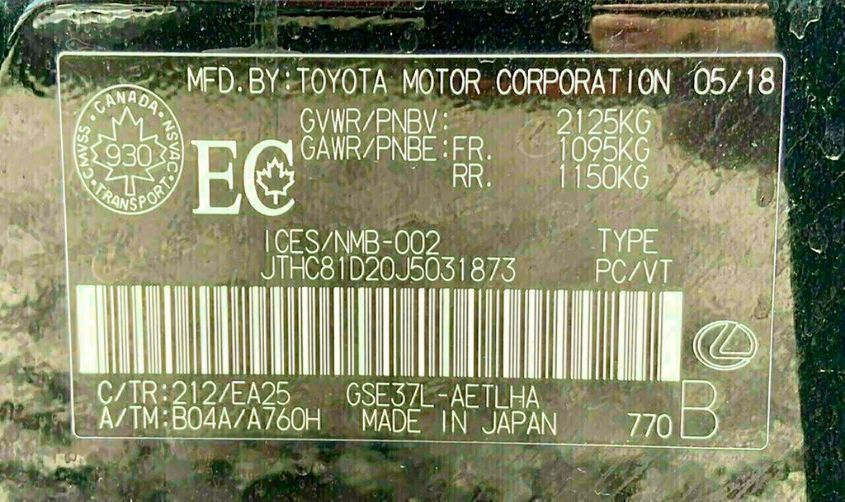 MFD. BY: TOYOTA MOTOR CORPORATION 05/18
CANADA
CMVSS 930 NSVAC
TRANSPORT
EC
GVWR/PNBV: 2125KG
GAWR/PNBE: FR. 1095KG
RR. 1150KG
ICES/NMB-002 TYPE
JTHC81D20J5031873 PC/VT
C/TR: 212/EA25 GSE37L-AETLHA
A/TM: B04A/A760H MADE IN JAPAN 770 B